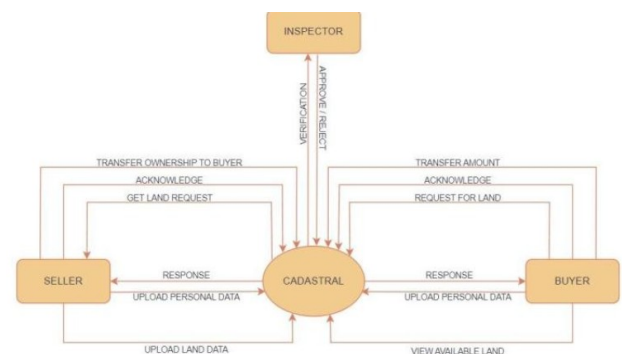 INSPECTOR
VERIFICATION
APPROVE / REJECT
TRANSFER OWNERSHIP TO BUYER
TRANSFER AMOUNT
ACKNOWLEDGE
ACKNOWLEDGE
GET LAND REQUEST
REQUEST FOR LAND
SELLER
RESPONSE
CADASTRAL
RESPONSE
BUYER
UPLOAD PERSONAL DATA
UPLOAD PERSONAL DATA
UPLOAD LAND DATA
VIEW AVAILABLE LAND